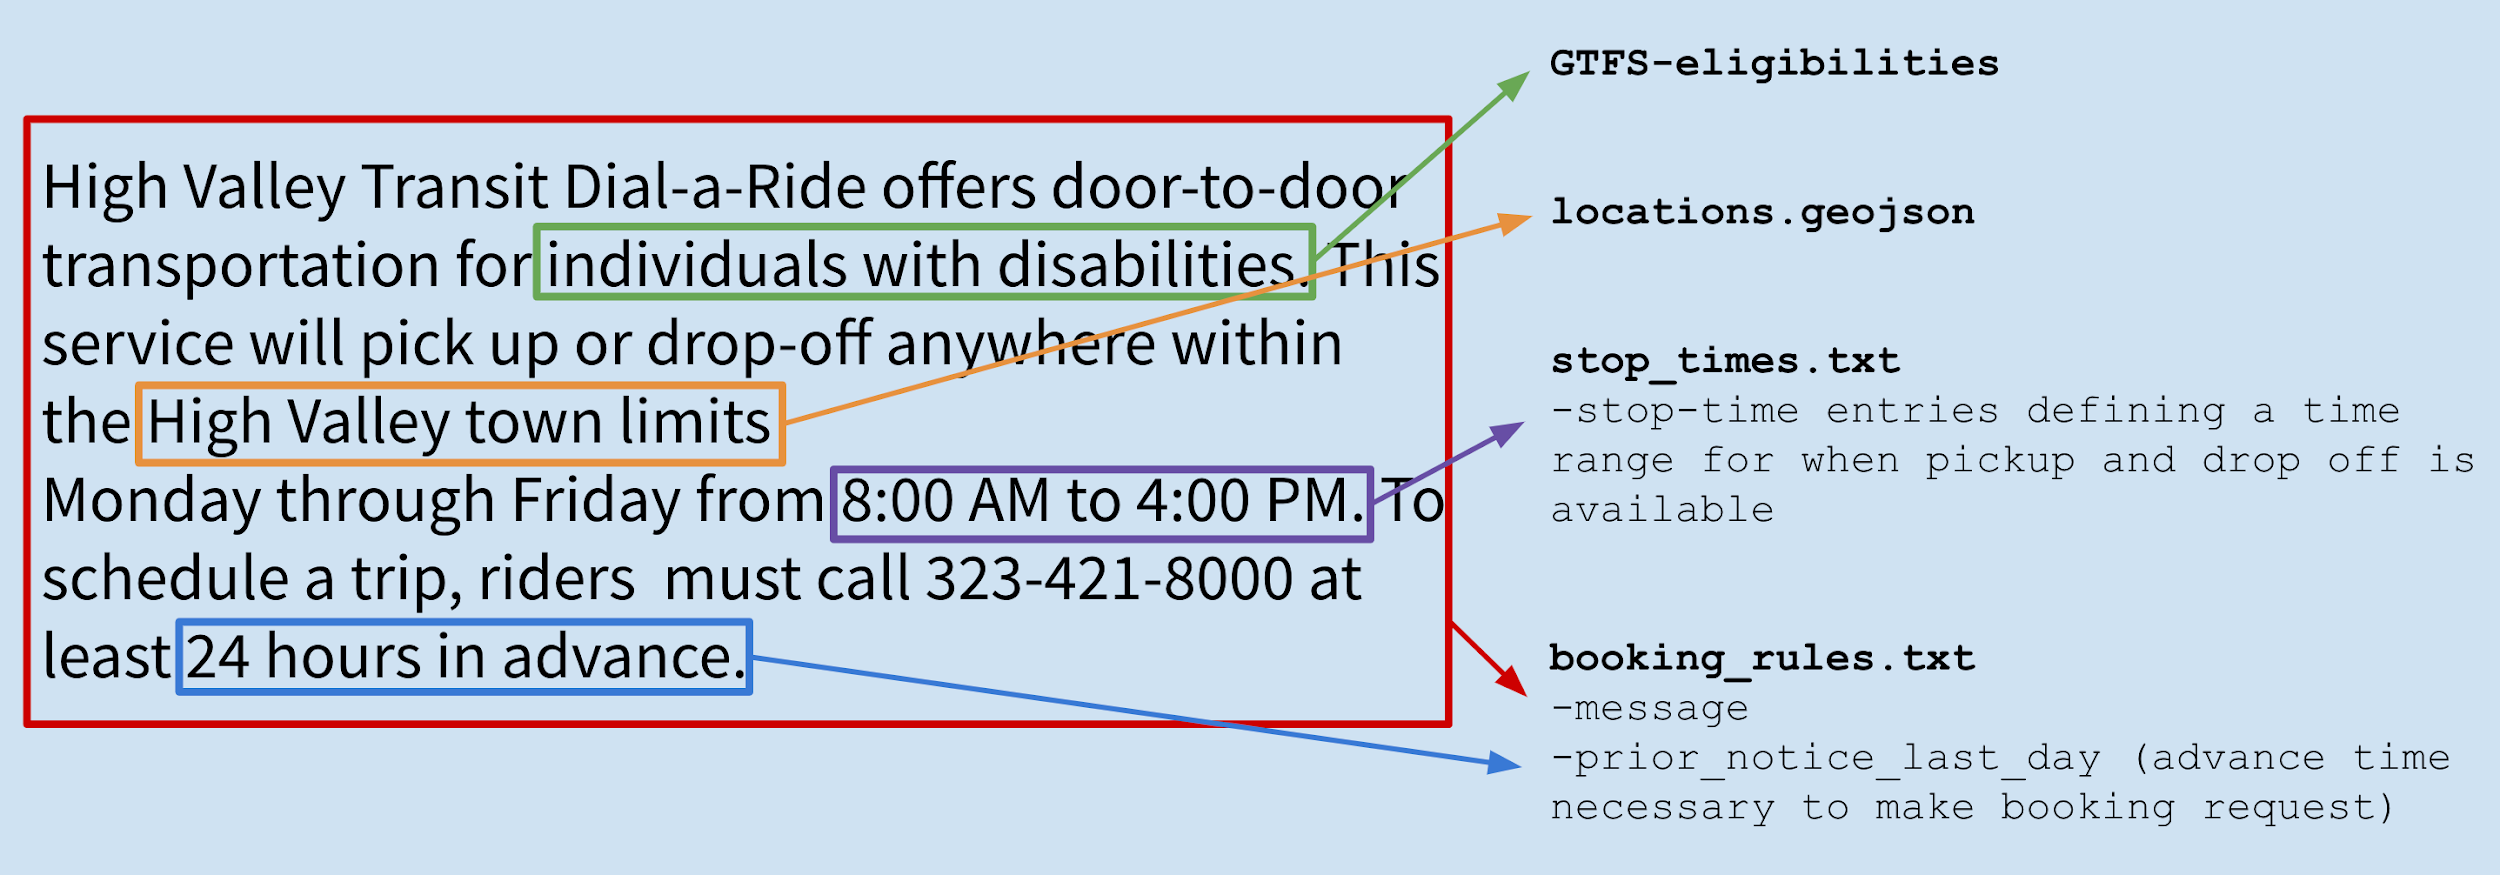 High Valley Transit Dial-a-Ride offers door-to-door
transportation for individuals with disabilities. This
service will pick up or drop-off anywhere within
the High Valley town limits
Monday through Friday from 8:00 AM to 4:00 PM. To
schedule a trip, riders  must call 323-421-8000 at
least 24 hours in advance.
GTFS-eligibilities
locations.geojson
stop_times.txt
-stop-time entries defining a time
range for when pickup and drop off is
available
booking_rules.txt
-message
-prior_notice_last_day (advance time
necessary to make booking request)